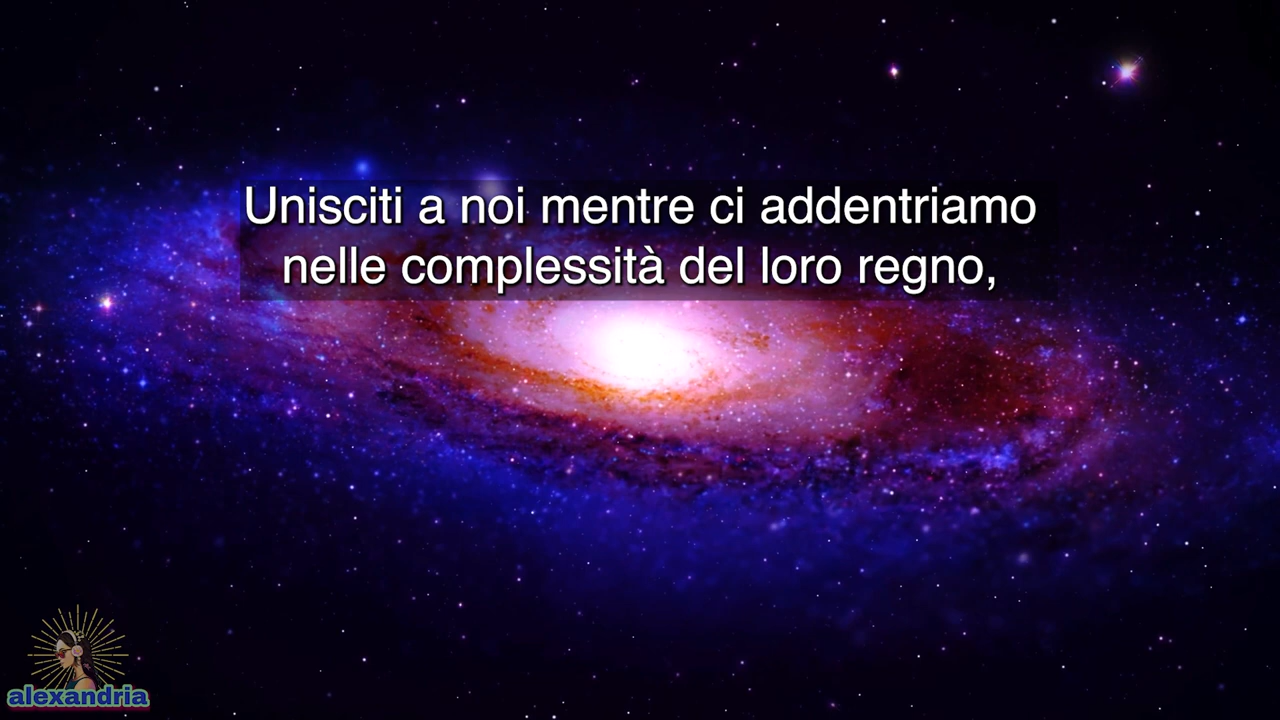 Unisciti a noi mentre ci addentriamo
nelle complessità del loro regno,
alexandria